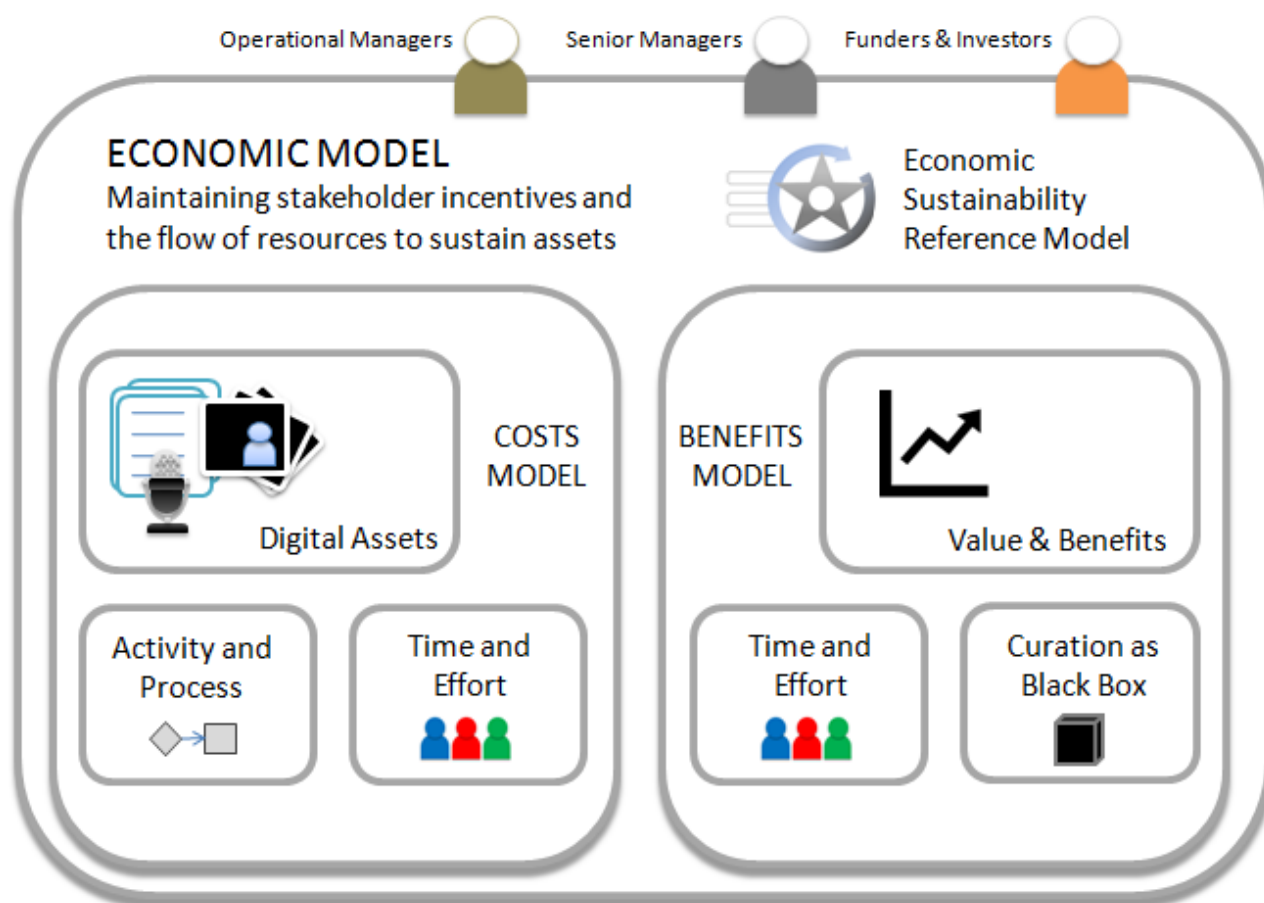 Operational Managers
Senior Managers
Funders & Investors
ECONOMIC MODEL
Maintaining stakeholder incentives and
the flow of resources to sustain assets
Economic
Sustainability
Reference Model
Digital Assets
COSTS
MODEL
Activity and
Process
Time and
Effort
BENEFITS
MODEL
Value & Benefits
Time and
Effort
Curation as
Black Box